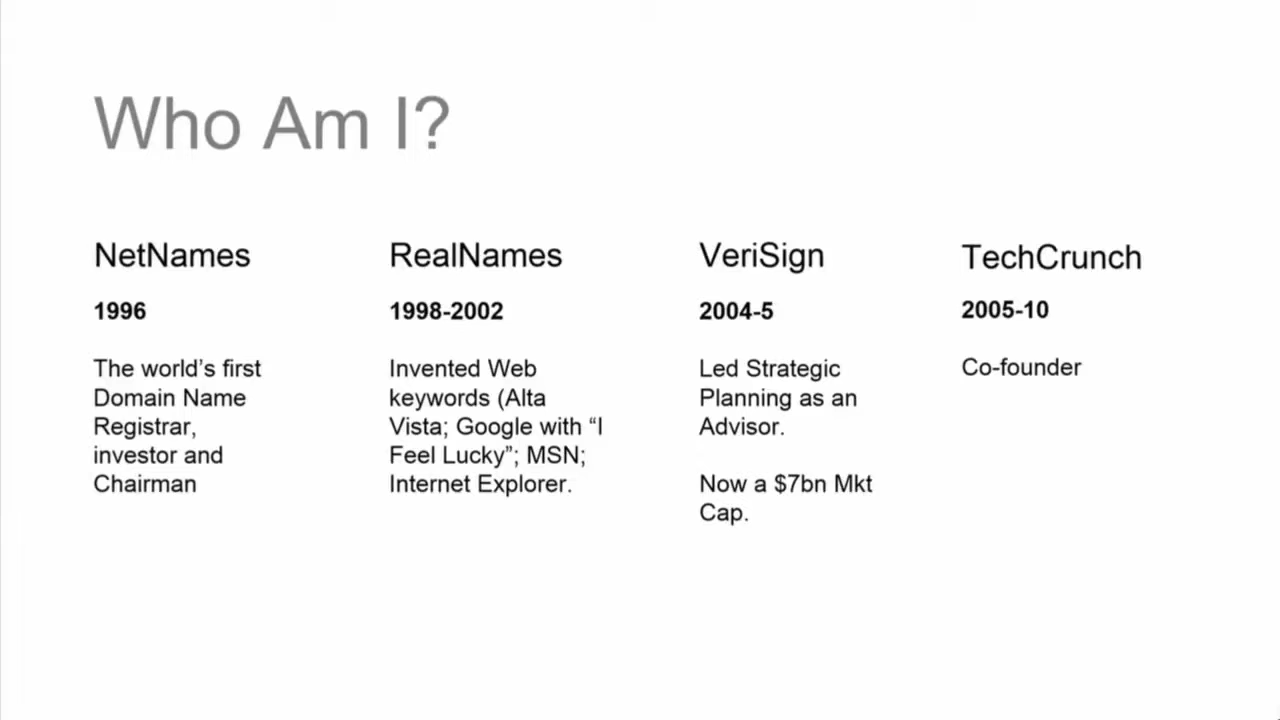 Who Am I?
NetNames
1996
The world’s first
Domain Name
Registrar,
investor and
Chairman
RealNames
1998-2002
Invented Web
keywords (Alta
Vista; Google with “I
Feel Lucky”; MSN;
Internet Explorer.
VeriSign
2004-5
Led Strategic
Planning as an
Advisor.
Now a $7bn Mkt
Cap.
TechCrunch
2005-10
Co-founder